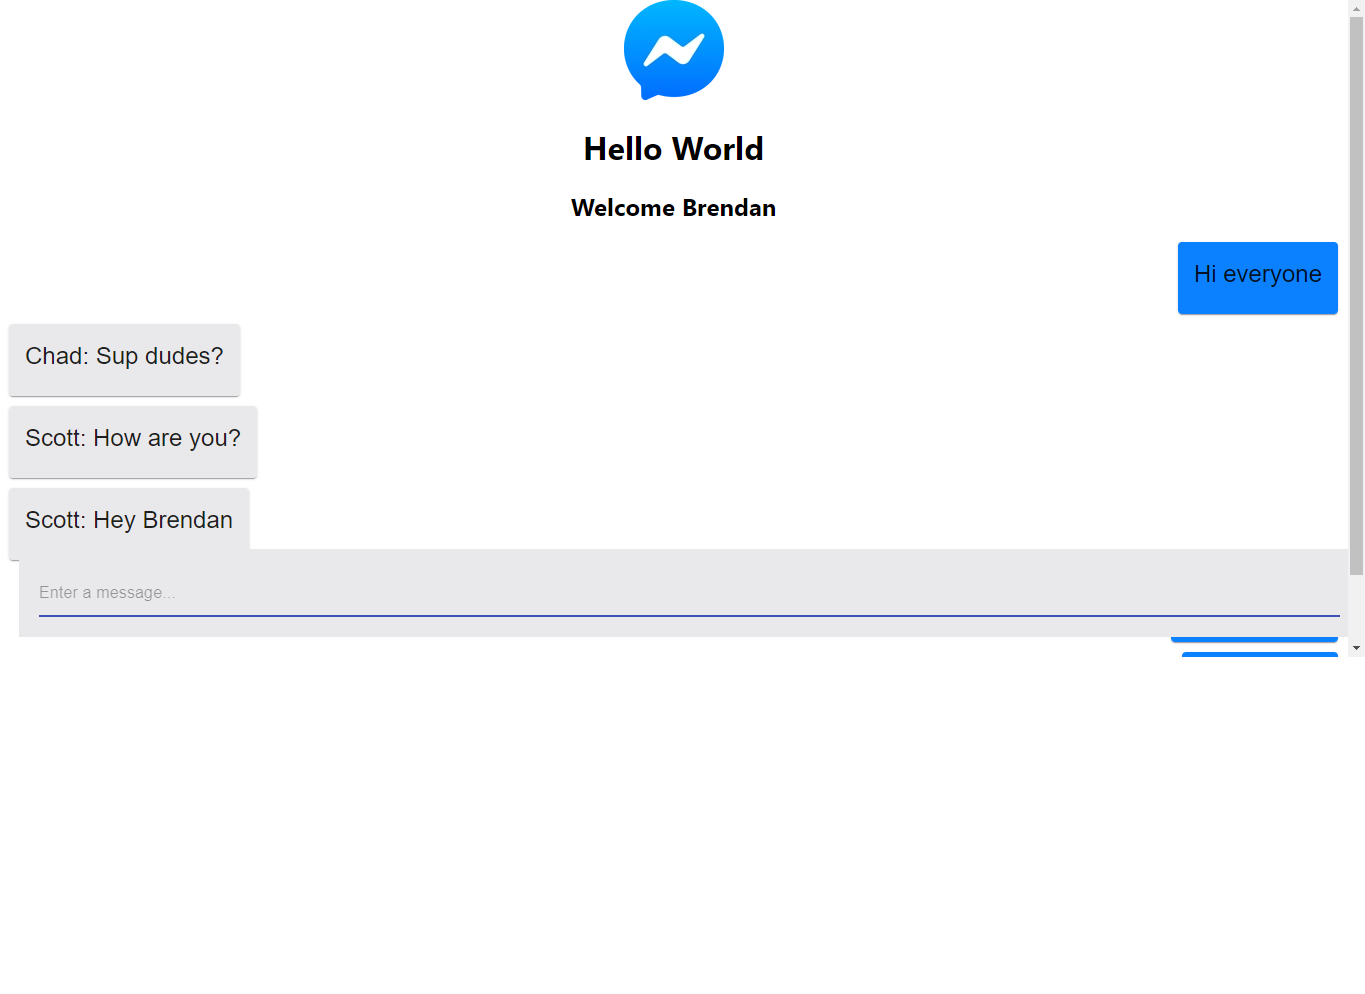 Hello World
Welcome Brendan
Hi everyone
Chad: Sup dudes?
Scott: How are you?
Scott: Hey Brendan
Enter a message...